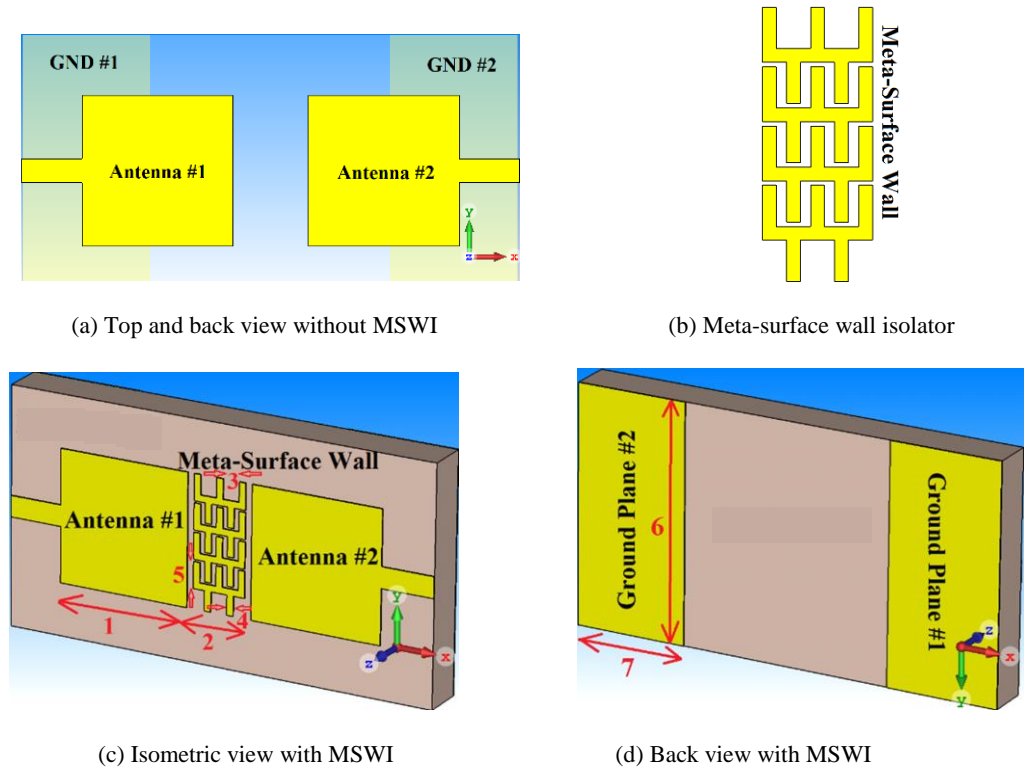 GND #1
GND #2
Antenna #1
Antenna #2
y
z
x
(a) Top and back view without MSWI
Meta-Surface Wall
(b) Meta-surface wall isolator
Meta-Surface Wall
3
Antenna #1
Antenna #2
5
4
1
2
y
z
x
(c) Isometric view with MSWI
Ground Plane #2
6
Ground Plane #1
7
z
x
y
(d) Back view with MSWI